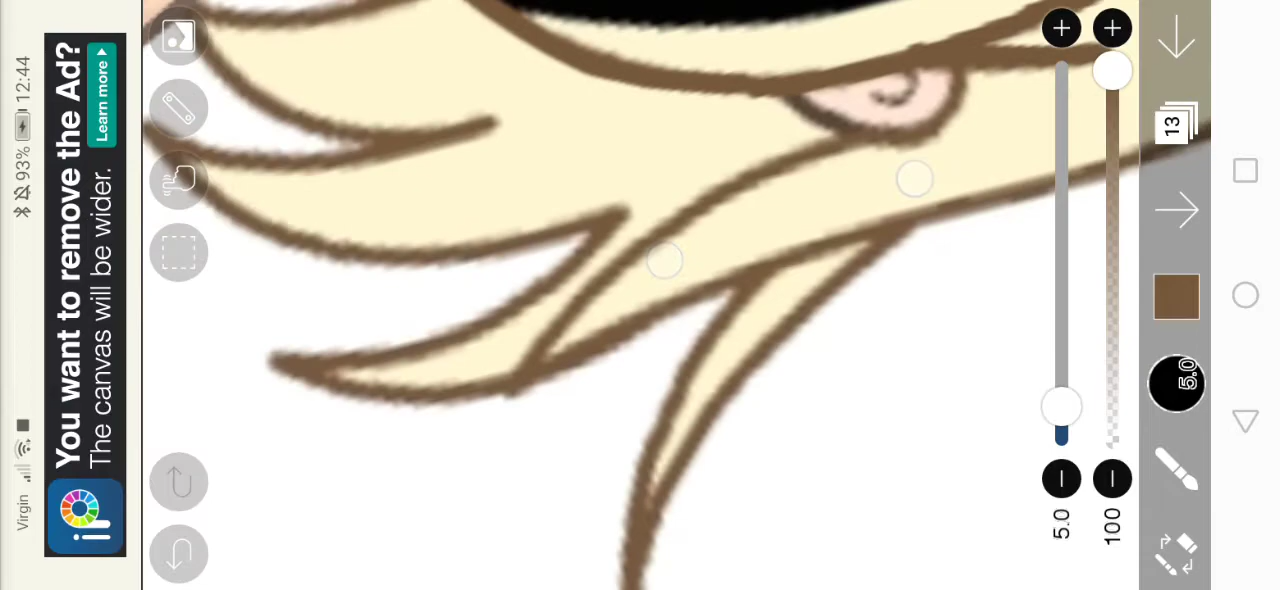 Virgin 93% 12:44
You want to remove the Ad?
The canvas will be wider.
Learn more
iP
13
5.0
5.0
100